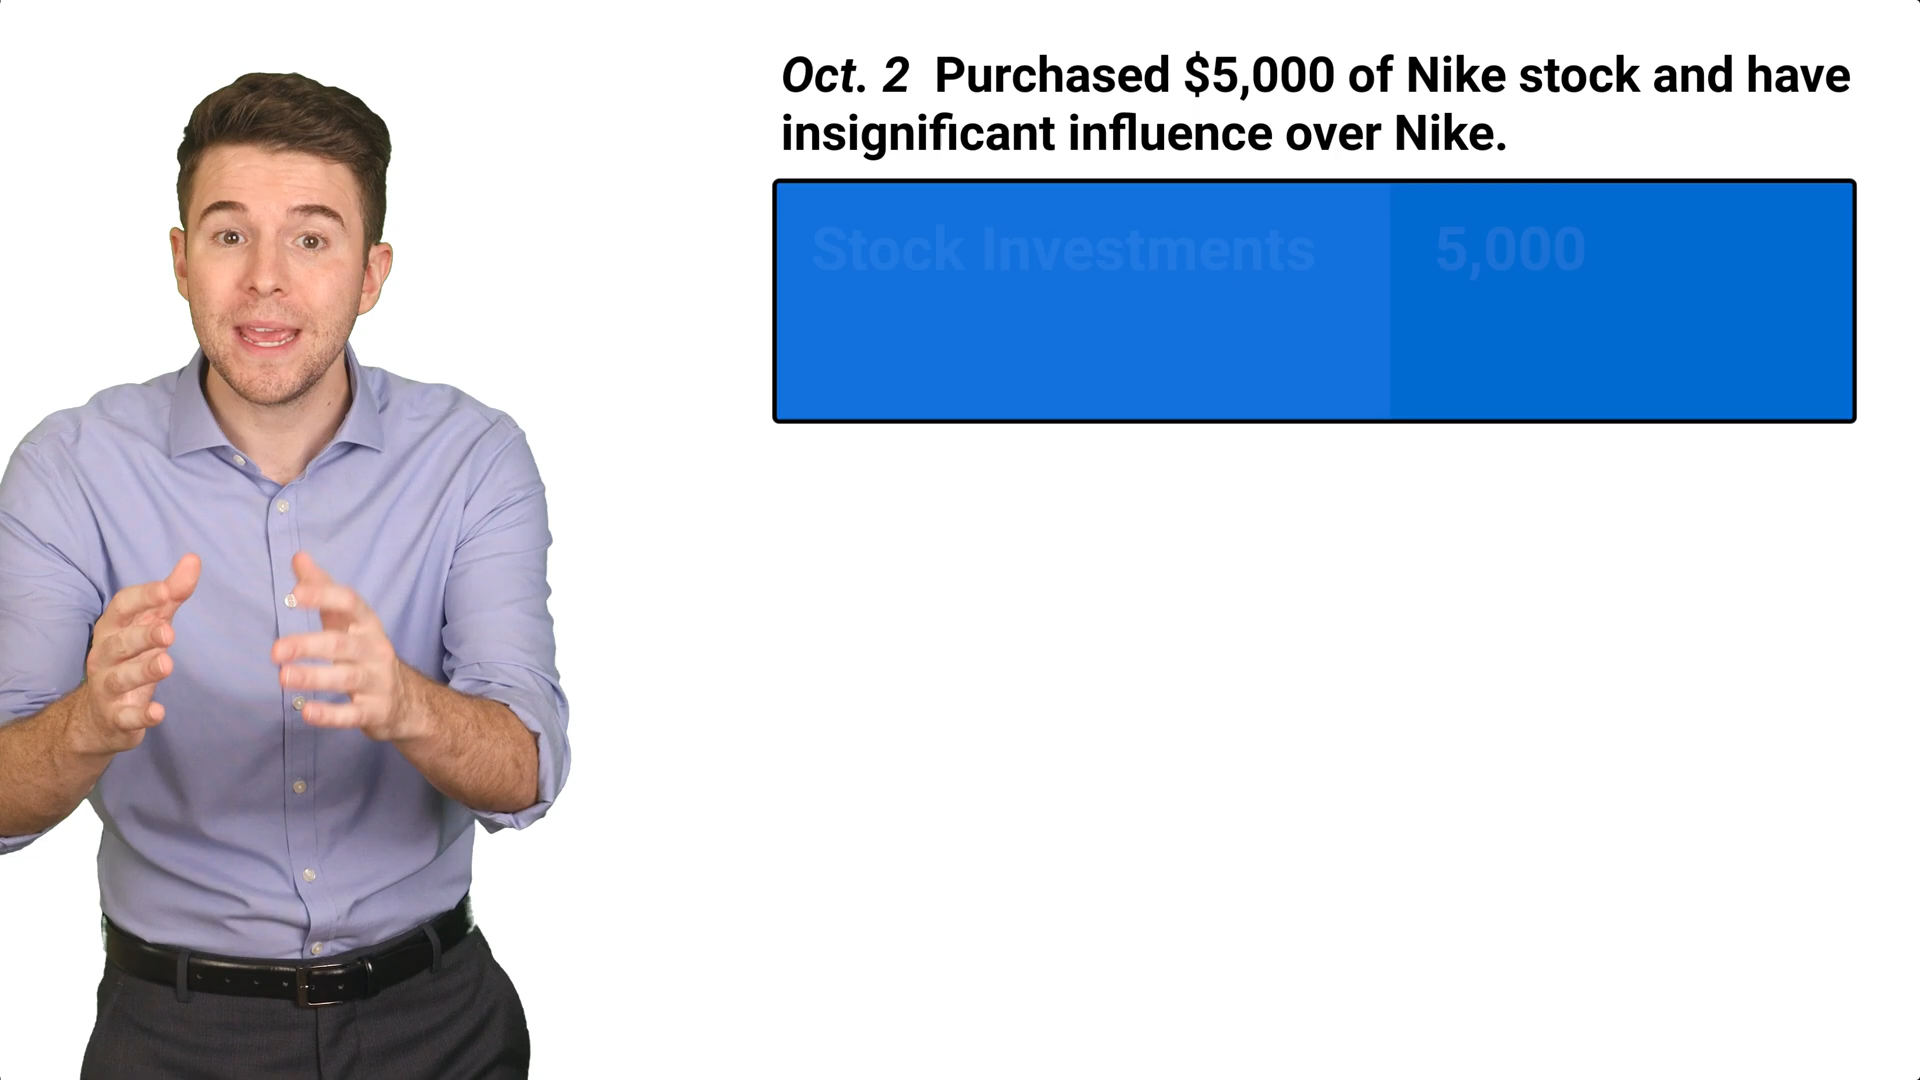 Oct. 2 Purchased $5,000 of Nike stock and have
insignificant influence over Nike.
Stock Investments 5,000